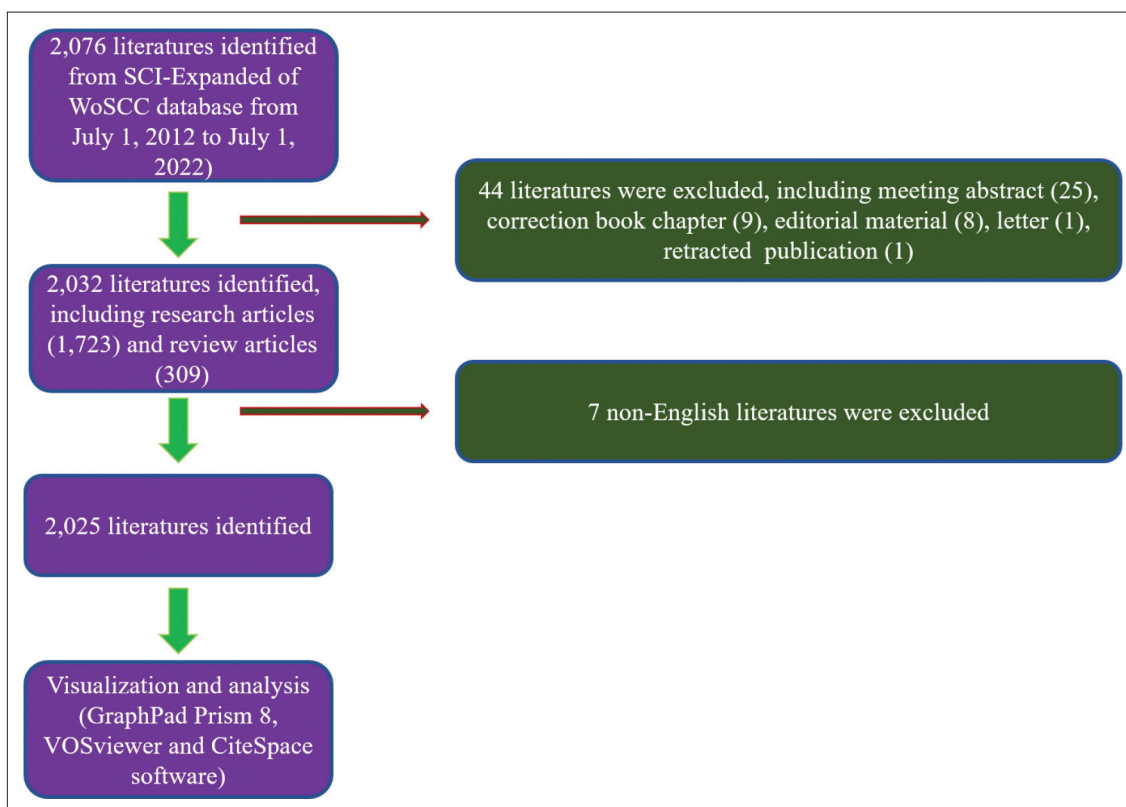 2,076 literatures identified
from SCI-Expanded of
WoSCC database from
July 1, 2012 to July 1,
2022)
44 literatures were excluded, including meeting abstract (25),
correction book chapter (9), editorial material (8), letter (1),
retracted publication (1)
2,032 literatures identified,
including research articles
(1,723) and review articles
(309)
7 non-English literatures were excluded
2,025 literatures identified
Visualization and analysis
(GraphPad Prism 8,
VOSviewer and CiteSpace
software)